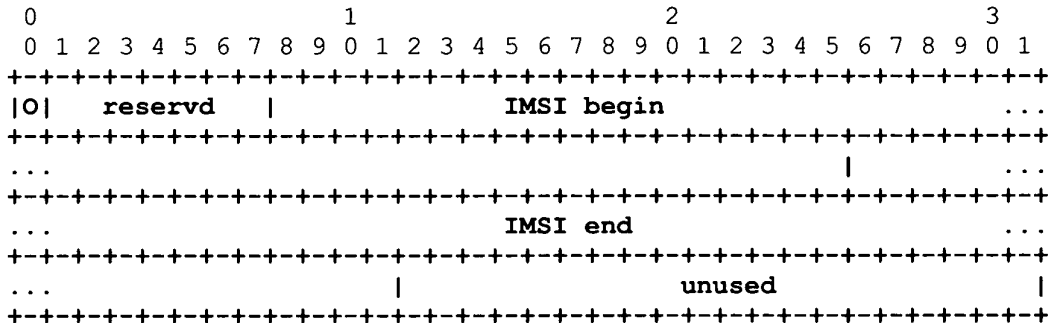 0                   1                   2                   3
 0 1 2 3 4 5 6 7 8 9 0 1 2 3 4 5 6 7 8 9 0 1 2 3 4 5 6 7 8 9 0 1
+-+-+-+-+-+-+-+-+-+-+-+-+-+-+-+-+-+-+-+-+-+-+-+-+-+-+-+-+-+-+-+-+
|O|   reservd   |              IMSI begin                     ...
+-+-+-+-+-+-+-+-+-+-+-+-+-+-+-+-+-+-+-+-+-+-+-+-+-+-+-+-+-+-+-+-+
...                                                 |         ...
+-+-+-+-+-+-+-+-+-+-+-+-+-+-+-+-+-+-+-+-+-+-+-+-+-+-+-+-+-+-+-+-+
...                            IMSI end                       ...
+-+-+-+-+-+-+-+-+-+-+-+-+-+-+-+-+-+-+-+-+-+-+-+-+-+-+-+-+-+-+-+-+
...                     |                 unused                |
+-+-+-+-+-+-+-+-+-+-+-+-+-+-+-+-+-+-+-+-+-+-+-+-+-+-+-+-+-+-+-+-+